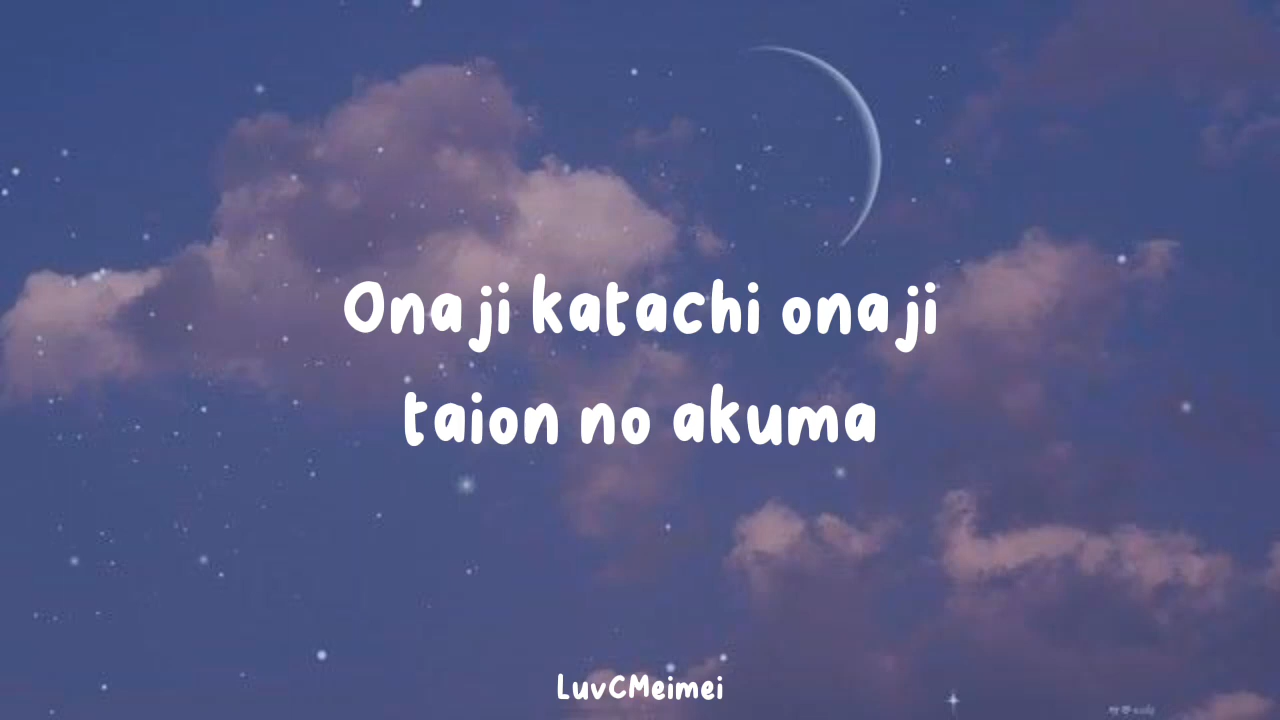 Onaji katachi onaji
taion no akuma
LuvCMeimei